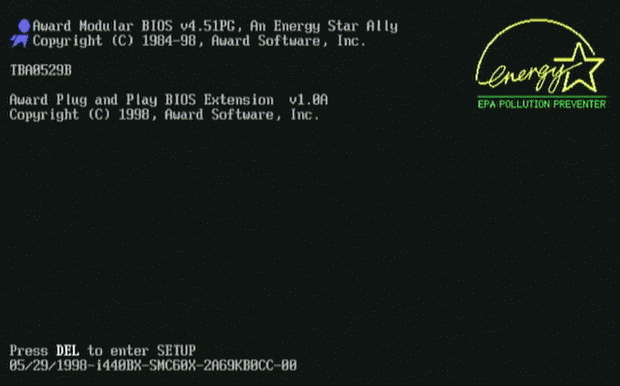 Award Modular BIOS v4.51PG, An Energy Star Ally
Copyright (C) 1984-98, Award Software, Inc.
energy
EPA POLLUTION PREVENTER
TBA0529B
Award Plug and Play BIOS Extension v1.0A
Copyright (C) 1998, Award Software, Inc.
Press DEL to enter SETUP
05/29/1998-i440BX-SMC60X-2A69KB0CC-00